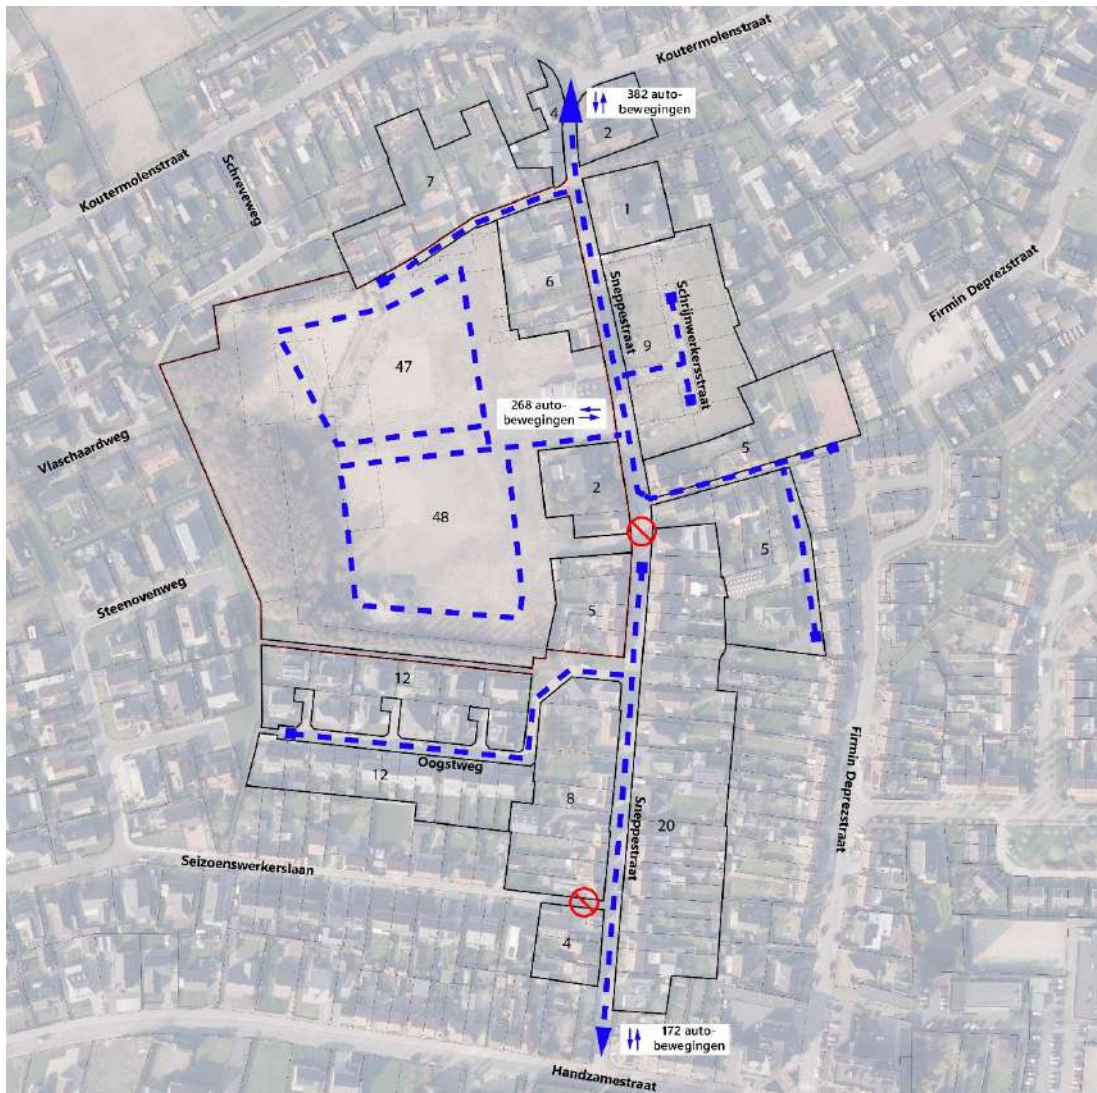 Koutermolenstraat
382 auto-
bewegingen
4
2
Koutermolenstraat
Schreveweg
7
1
6
Sneppestraat
Schrijnwerkersstraat
9
Firmin Deprezstraat
47
268 auto-
bewegingen
Vlaschaardweg
5
2
48
5
Steenovenweg
5
12
Oogstweg
12
8
20
Sneppestraat
Firmin Deprezstraat
Seizoenswerkerslaan
4
172 auto-
bewegingen
Handzamestraat